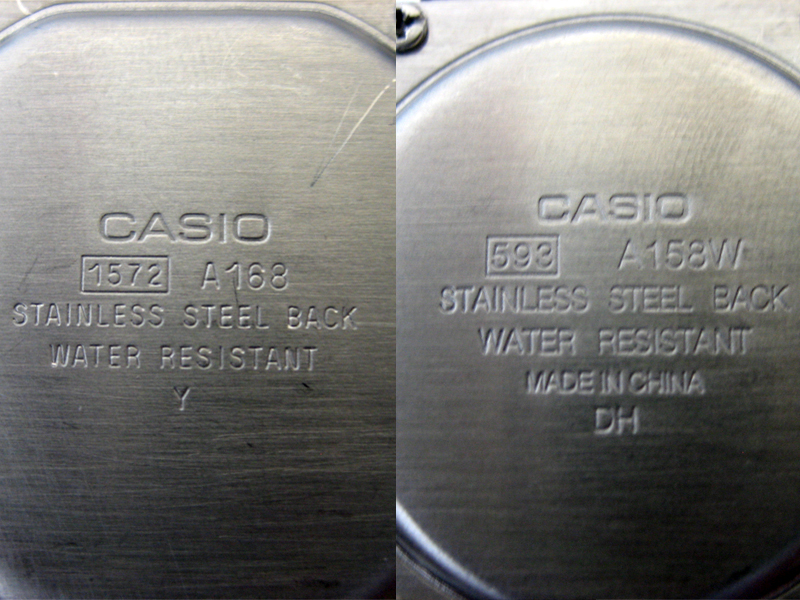 CASIO
1572 A168
STAINLESS STEEL BACK
WATER RESISTANT
Y
CASIO
593 A158W
STAINLESS STEEL BACK
WATER RESISTANT
MADE IN CHINA
DH